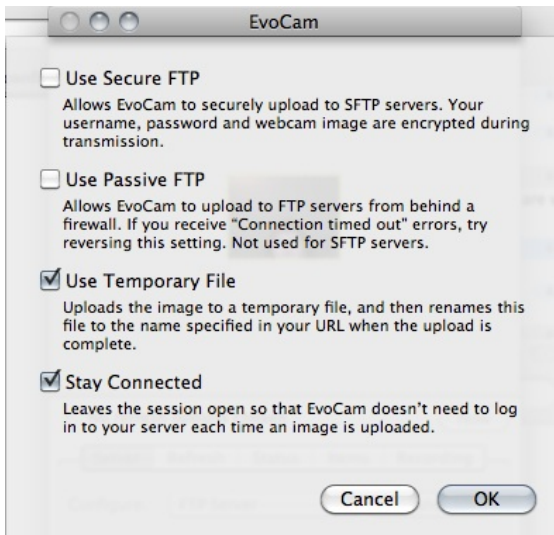 EvoCam
Use Secure FTP
Allows EvoCam to securely upload to SFTP servers. Your
username, password and webcam image are encrypted during
transmission.
Use Passive FTP
Allows EvoCam to upload to FTP servers from behind a
firewall. If you receive “Connection timed out” errors, try
reversing this setting. Not used for SFTP servers.
Use Temporary File
Uploads the image to a temporary file, and then renames this
file to the name specified in your URL when the upload is
complete.
Stay Connected
Leaves the session open so that EvoCam doesn’t need to log
in to your server each time an image is uploaded.
Cancel OK